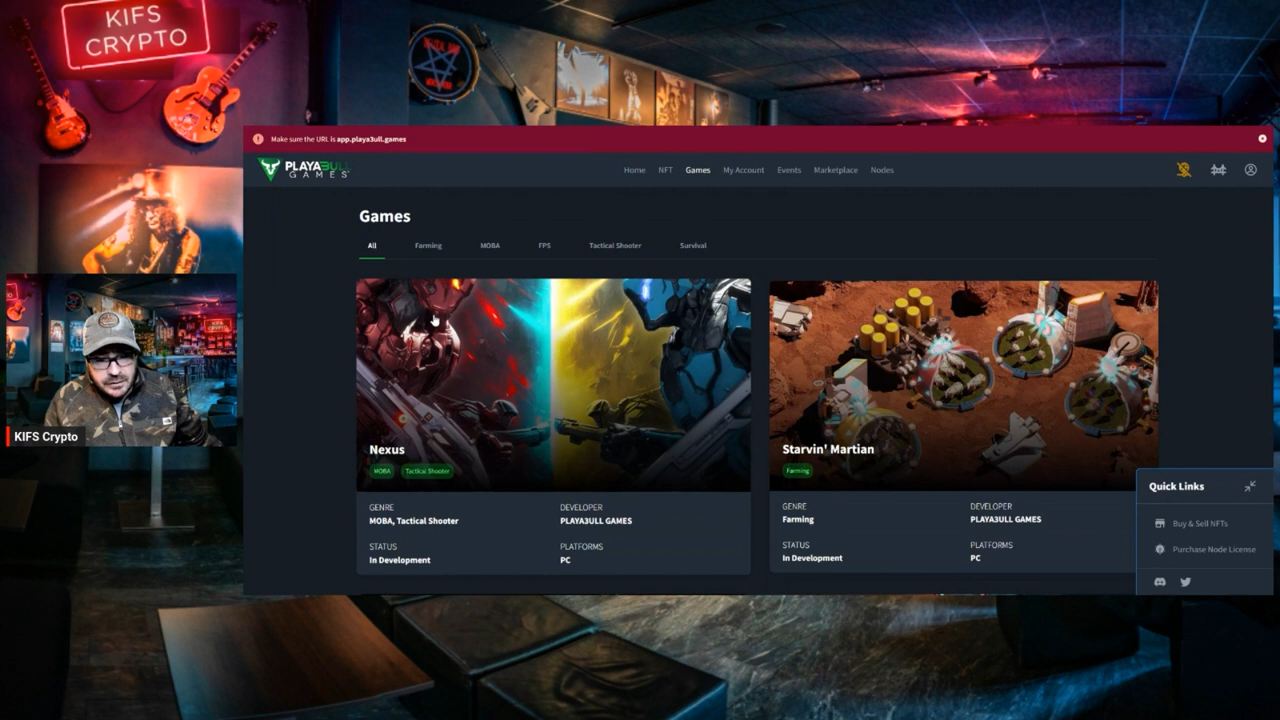 KIFS
CRYPTO
Make sure the URL is app.playa3ull.games
PLAYA3ULL
GAMES
Home NFT Games My Account Events Marketplace Nodes
Games
All Farming MOBA FPS Tactical Shooter Survival
Nexus
MOBA Tactical Shooter
GENRE DEVELOPER
MOBA, Tactical Shooter PLAYA3ULL GAMES
STATUS PLATFORMS
In Development PC
Starvin' Martian
Farming
GENRE DEVELOPER
Farming PLAYA3ULL GAMES
STATUS PLATFORMS
In Development PC
Quick Links
Buy & Sell NFTs
Purchase Node License
KIFS Crypto